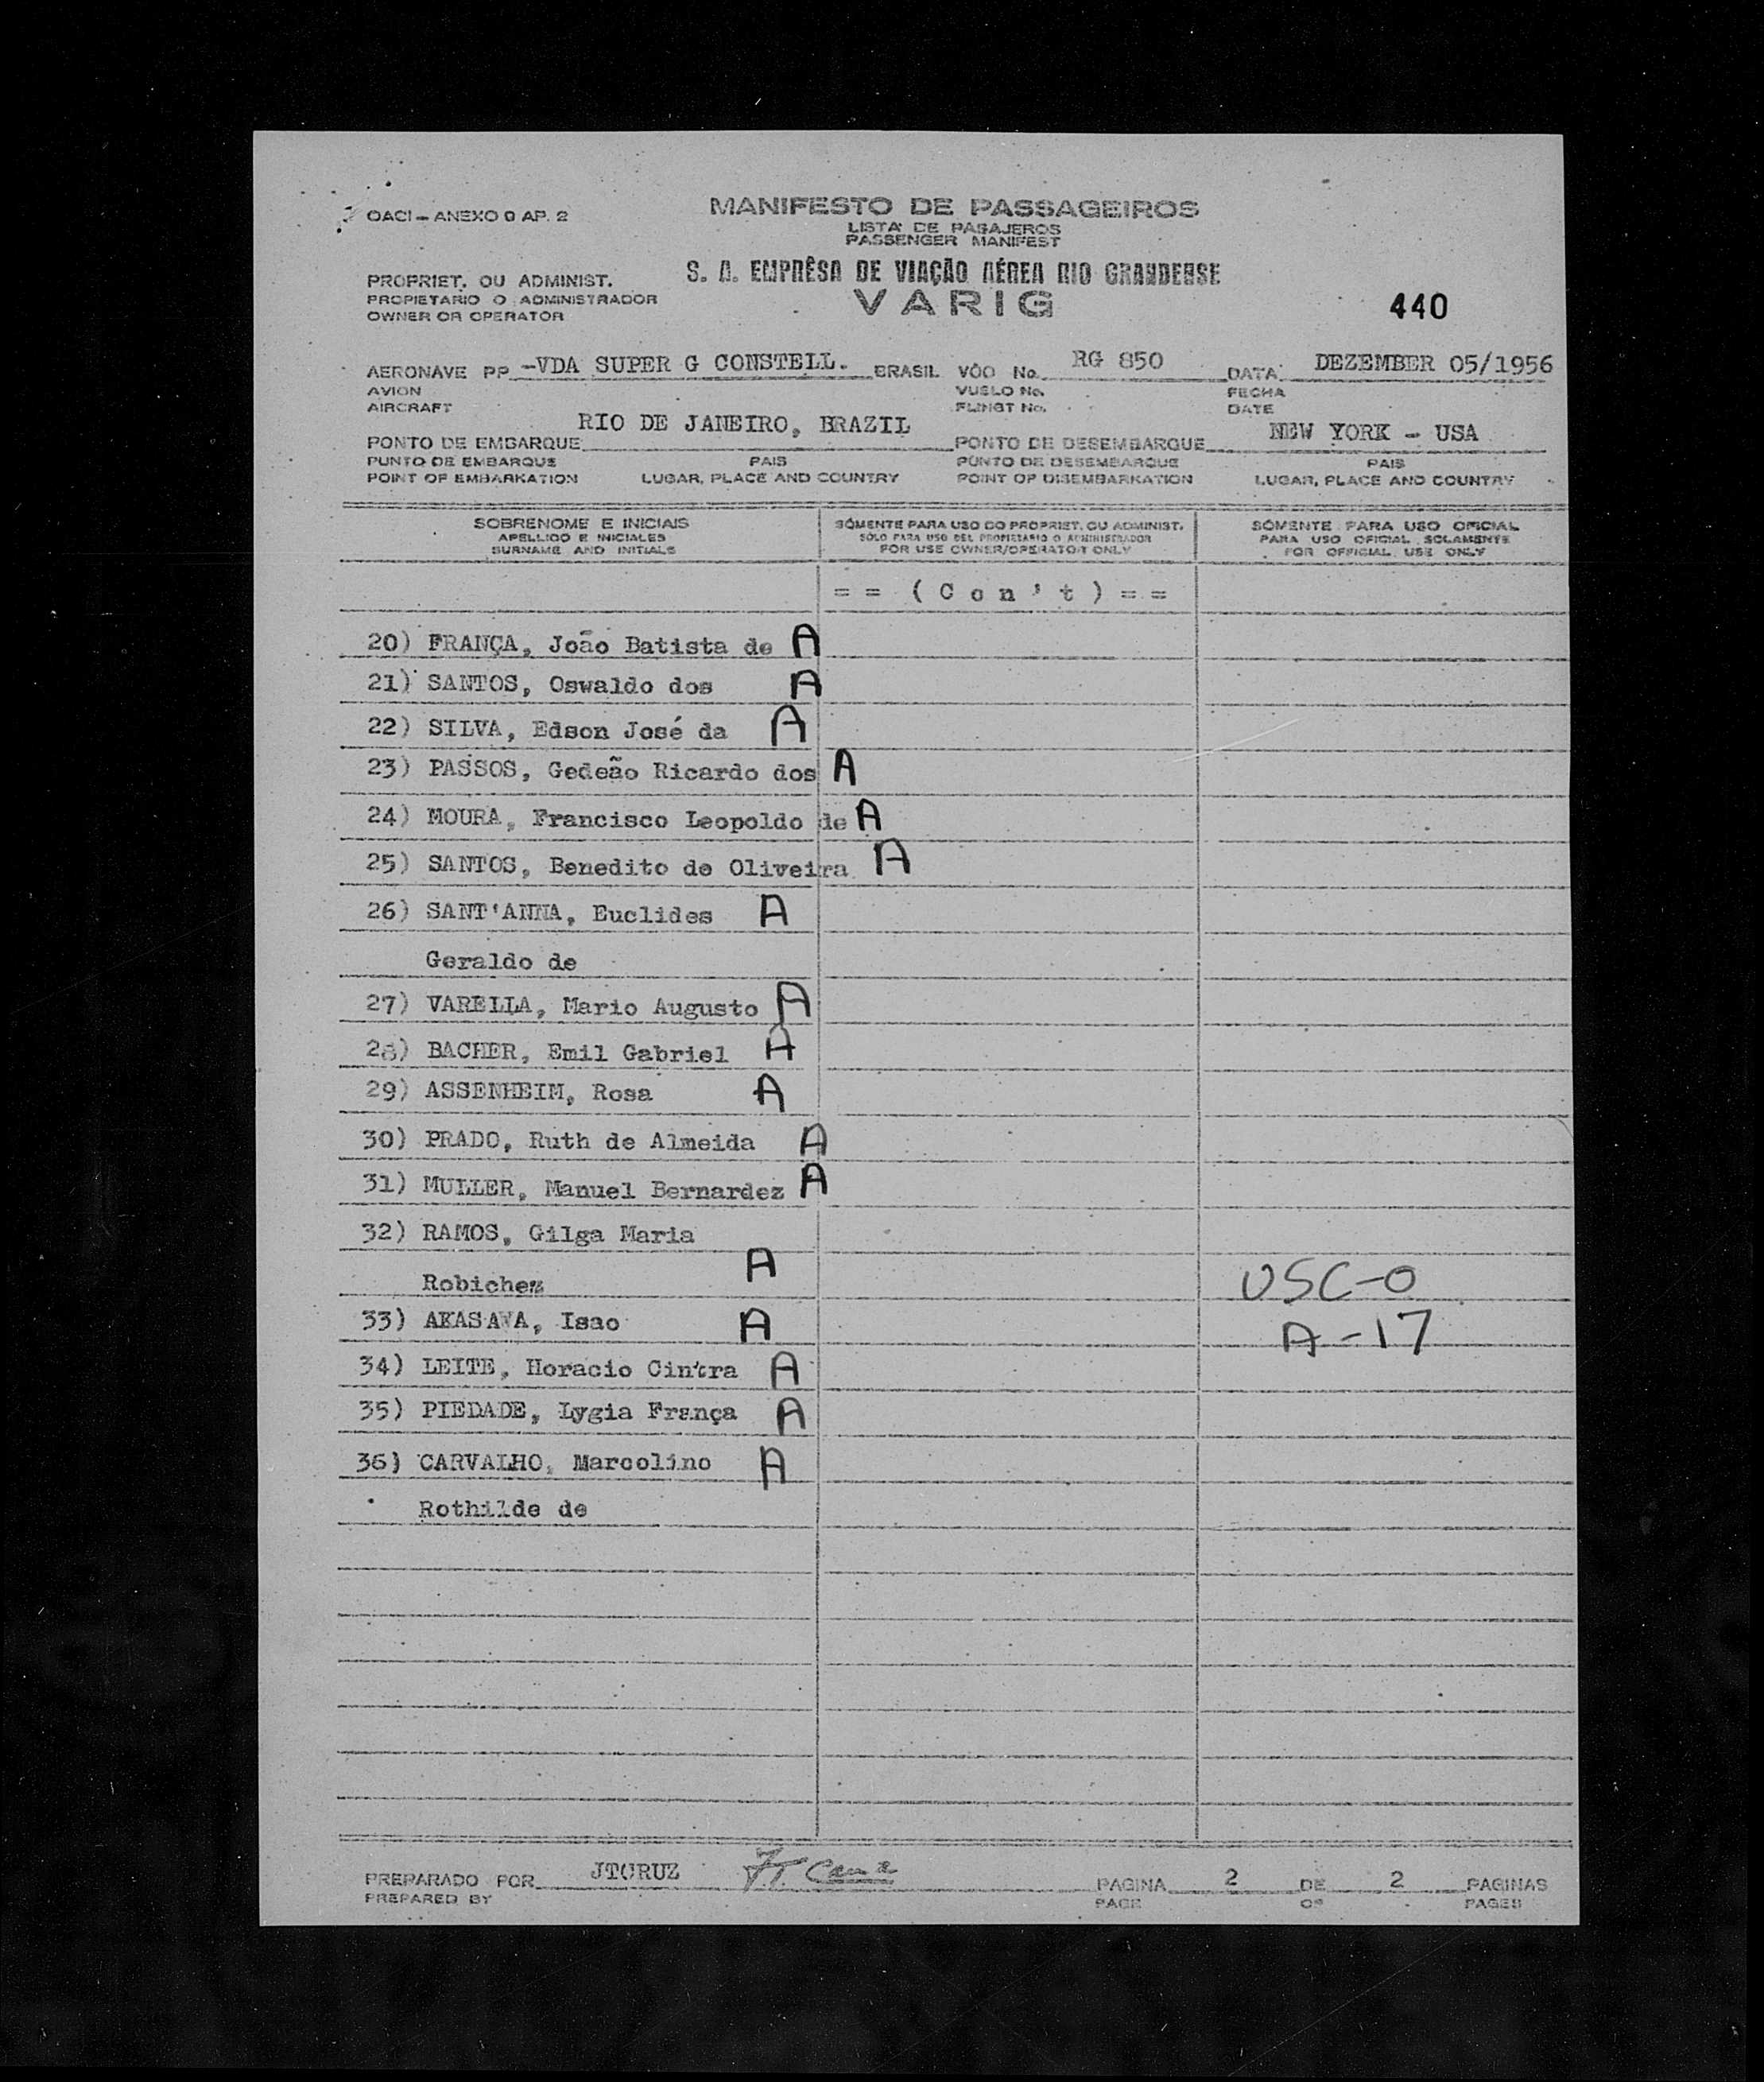 OACI - ANEXO 9 AP. 2
MANIFESTO DE PASSAGEIROS
LISTA DE PASAJEROS
PASSENGER MANIFEST
PROPRIET. OU ADMINIST.
PROPIETARIO O ADMINISTRADOR
OWNER OR OPERATOR
S. A. EMPRÊSA DE VIAÇÃO AÉREA RIO GRANDENSE
VARIG
440
AERONAVE PP -VDA SUPER G CONSTELL. BRASIL VÔO No. RG 850 DATA DEZEMBER 05/1956
AVION VUELO No. FECHA
AIRCRAFT FLINGT No. DATE
PONTO DE EMBARQUE RIO DE JANEIRO, BRAZIL PONTO DE DESEMBARQUE NEW YORK - USA
PUNTO DE EMBARQUE PAIS PUNTO DE DESEMBARQUE PAIS
POINT OF EMBARKATION LUGAR, PLACE AND COUNTRY POINT OF DISEMBARKATION LUGAR, PLACE AND COUNTRY
SOBRENOME E INICIAIS SÓMENTE PARA USO DO PROPRIET. OU ADMINIST. SÓMENTE PARA USO OFICIAL
APELLIDO E INICIALES SÓLO PARA USO DEL PROPIETARIO O ADMINISTRADOR PARA USO OFICIAL SOLAMENTE
SURNAME AND INITIALS FOR USE OWNER/OPERATOR ONLY FOR OFFICIAL USE ONLY
= = ( C o n ' t ) = =
20) FRANÇA, João Batista de A
21) SANTOS, Oswaldo dos A
22) SILVA, Edson José da A
23) PASSOS, Gedeão Ricardo dos A
24) MOURA, Francisco Leopoldo de A
25) SANTOS, Benedito de Oliveira A
26) SANT'ANNA, Euclides A
Geraldo de
27) VARELLA, Mario Augusto A
28) BACHER, Emil Gabriel A
29) ASSENHEIM, Rosa A
30) PRADO, Ruth de Almeida A
31) MULLER, Manuel Bernardez A
32) RAMOS, Gilga Maria
Robichez A USC-0
33) AKASAWA, Isao A A-17
34) LEITE, Horacio Cintra A
35) PIEDADE, Lygia França A
36) CARVALHO, Marcolino A
Rothilde de
PREPARADO POR JTCRUZ PAGINA 2 DE 2 PAGINAS
PREPARED BY PAGE OF PAGES